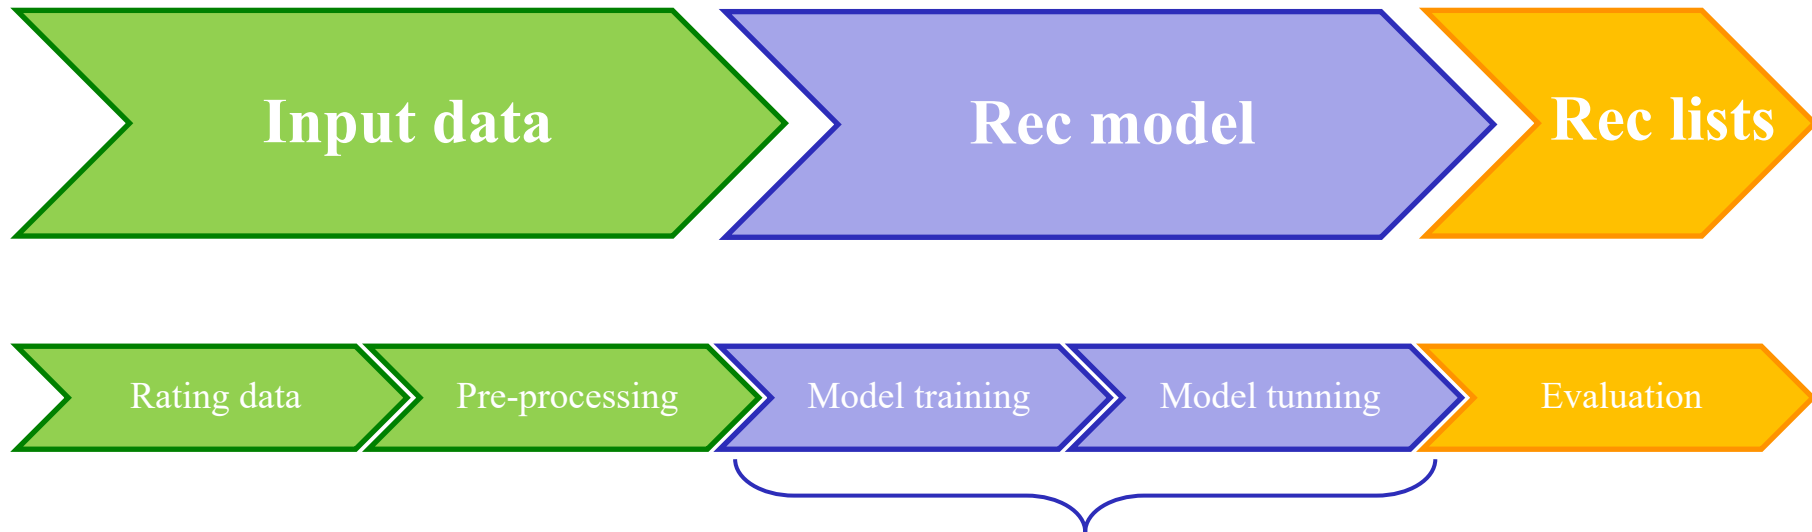 Input data
Rec model
Rec lists
Rating data
Pre-processing
Model training
Model tunning
Evaluation